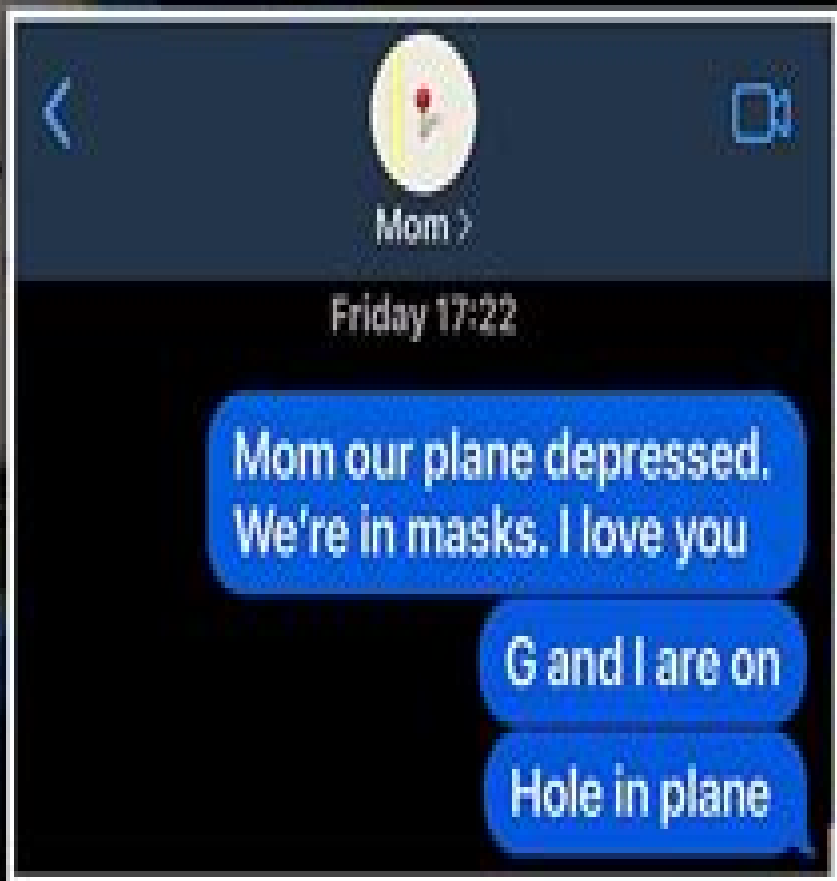 Mom >
Friday 17:22
Mom our plane depressed.
We're in masks. I love you
G and I are on
Hole in plane